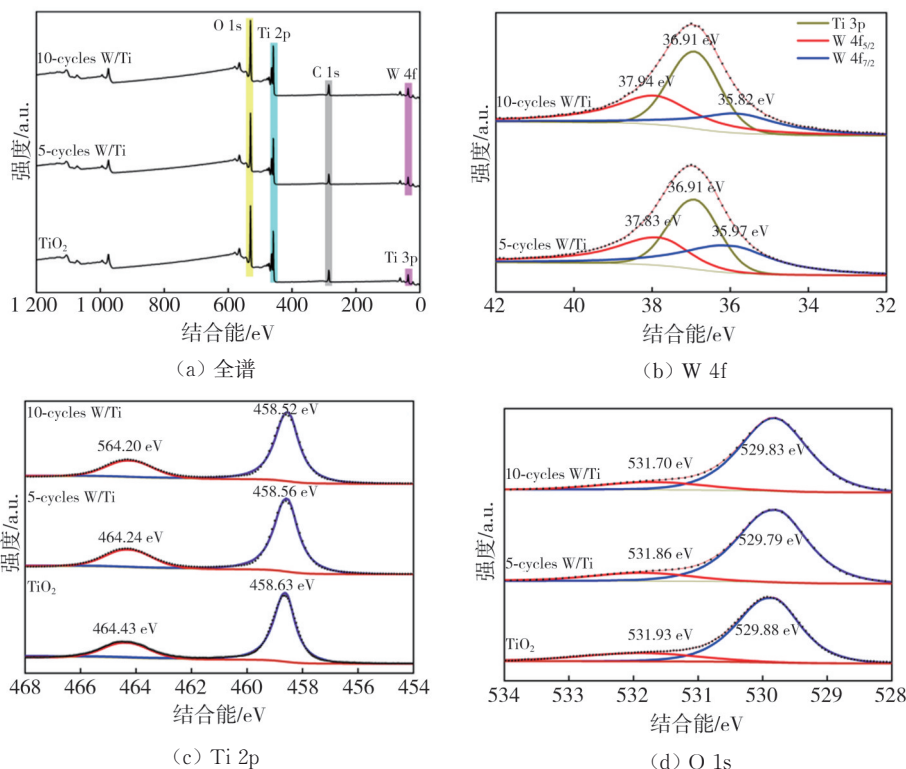 O 1s
Ti 2p
10-cycles W/Ti
C 1s
W 4f
5-cycles W/Ti
TiO2
Ti 3p
强度/a.u.
1 200 1 000 800 600 400 200 0
结合能/eV
(a) 全谱
Ti 3p
W 4f5/2
W 4f7/2
36.91 eV
37.94 eV
35.82 eV
10-cycles W/Ti
36.91 eV
37.83 eV
35.97 eV
5-cycles W/Ti
强度/a.u.
42 40 38 36 34 32
结合能/eV
(b) W 4f
10-cycles W/Ti
458.52 eV
564.20 eV
5-cycles W/Ti
458.56 eV
464.24 eV
TiO2
458.63 eV
464.43 eV
强度/a.u.
468 466 464 462 460 458 456 454
结合能/eV
(c) Ti 2p
10-cycles W/Ti
531.70 eV
529.83 eV
5-cycles W/Ti
531.86 eV
529.79 eV
TiO2
531.93 eV
529.88 eV
强度/a.u.
534 533 532 531 530 529 528
结合能/eV
(d) O 1s